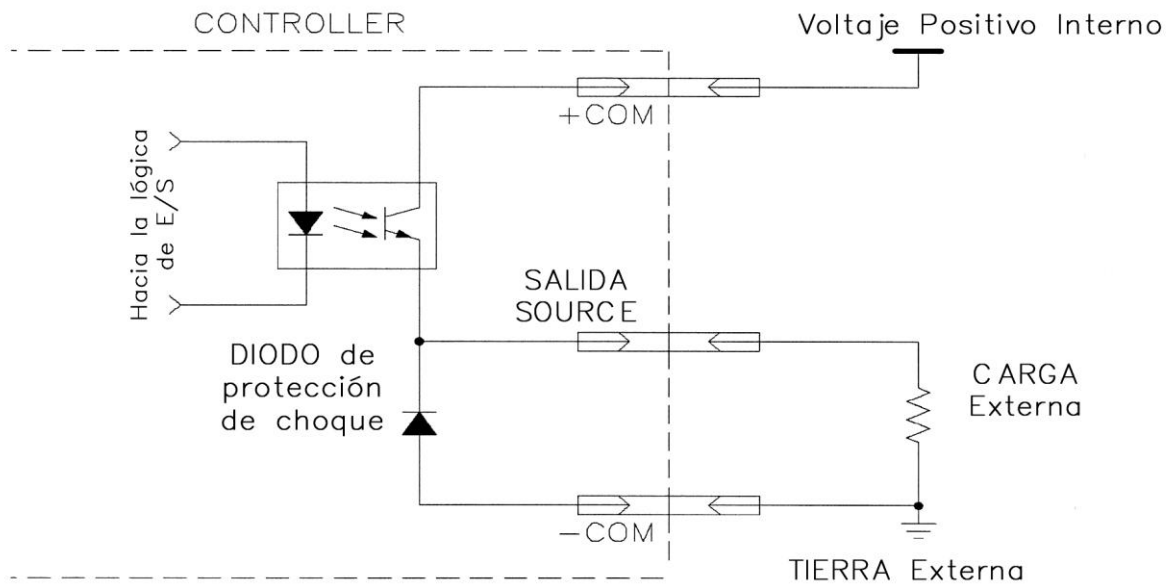 CONTROLLER
Voltaje Positivo Interno
+COM
Hacia la lógica
de E/S
SALIDA
SOURCE
DIODO de
protección
de choque
CARGA
Externa
-COM
TIERRA Externa